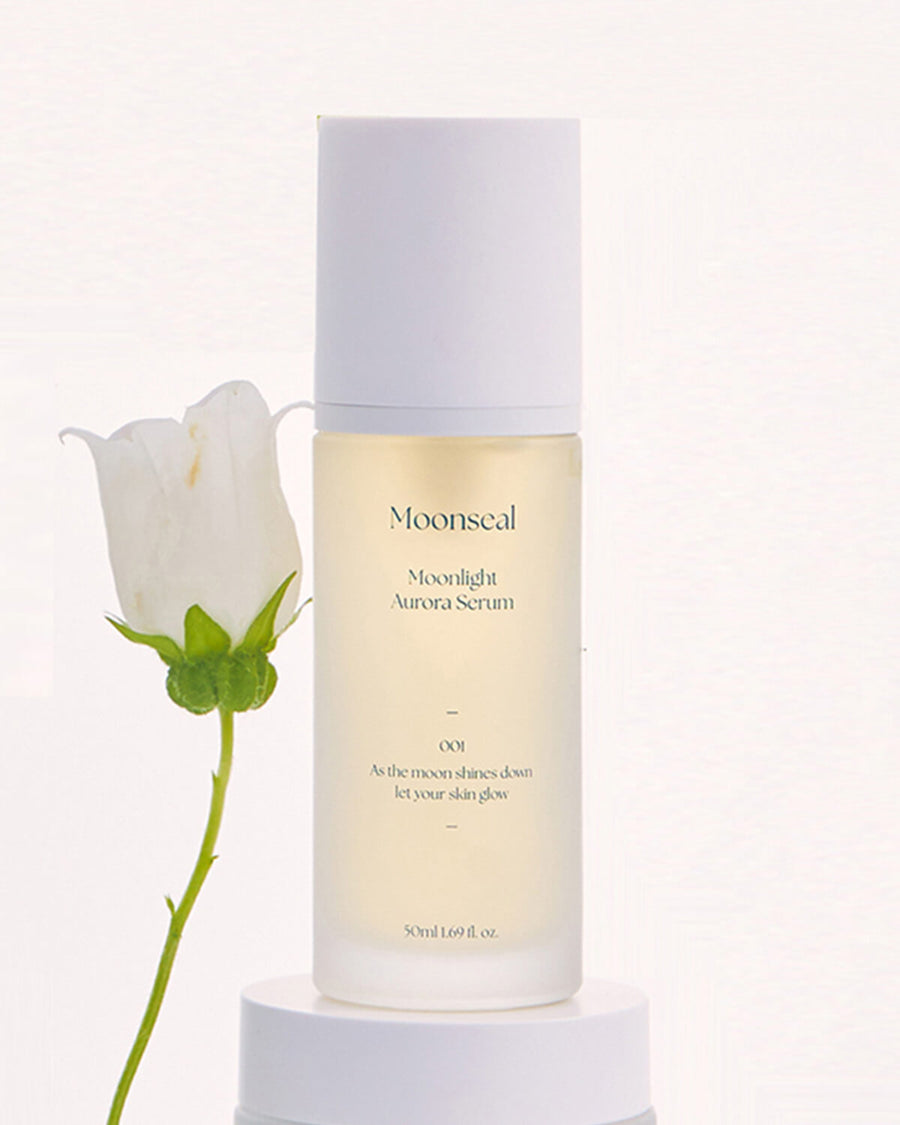 Moonseal
Moonlight
Aurora Serum
–
001
As the moon shines down
let your skin glow
–
50ml 1.69 fl. oz.